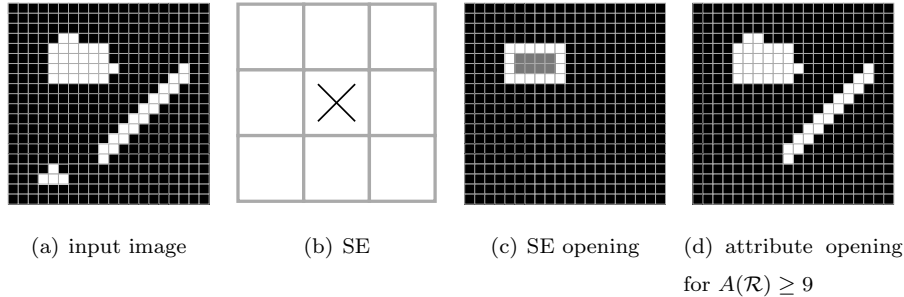 (a) input image
(b) SE
(c) SE opening
(d) attribute opening
for A(ℛ) ≥ 9